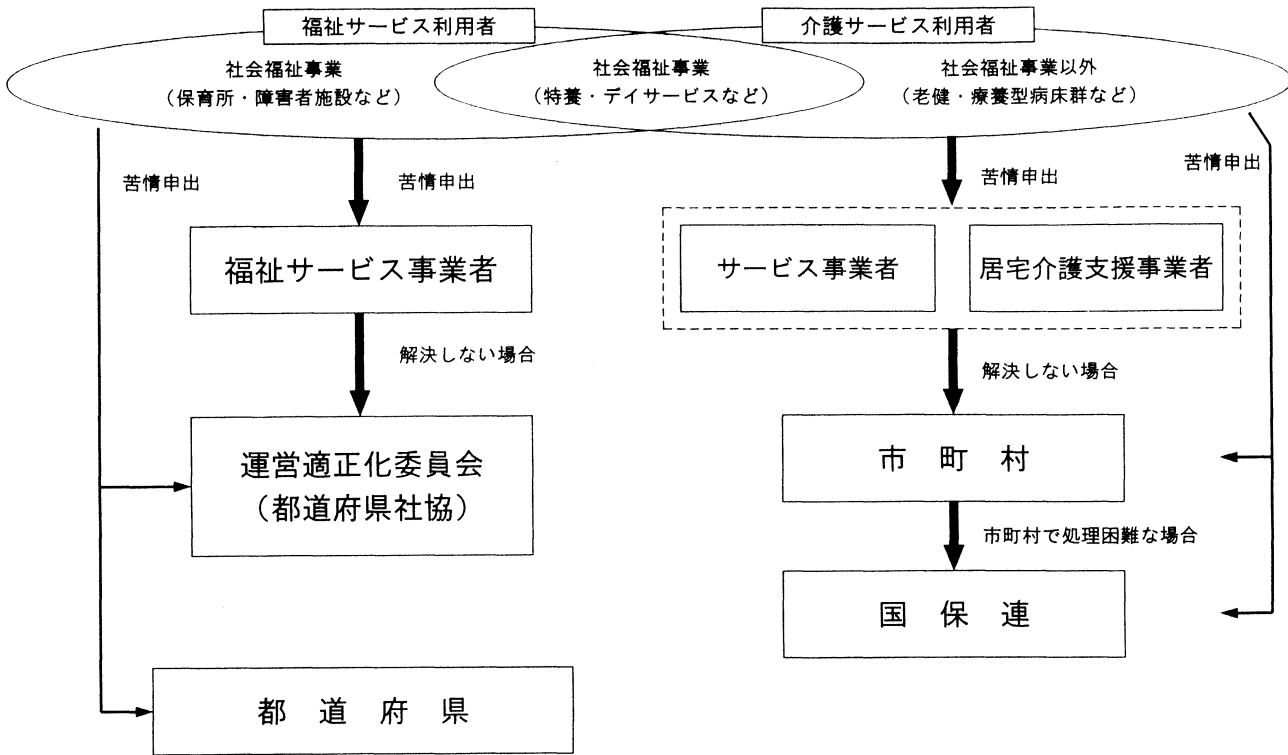 福祉サービス利用者
介護サービス利用者
社会福祉事業
（保育所・障害者施設など）
社会福祉事業
（特養・デイサービスなど）
社会福祉事業以外
（老健・療養型病床群など）
苦情申出
苦情申出
苦情申出
苦情申出
福祉サービス事業者
サービス事業者
居宅介護支援事業者
解決しない場合
解決しない場合
運営適正化委員会
（都道府県社協）
市町村
市町村で処理困難な場合
国保連
都道府県